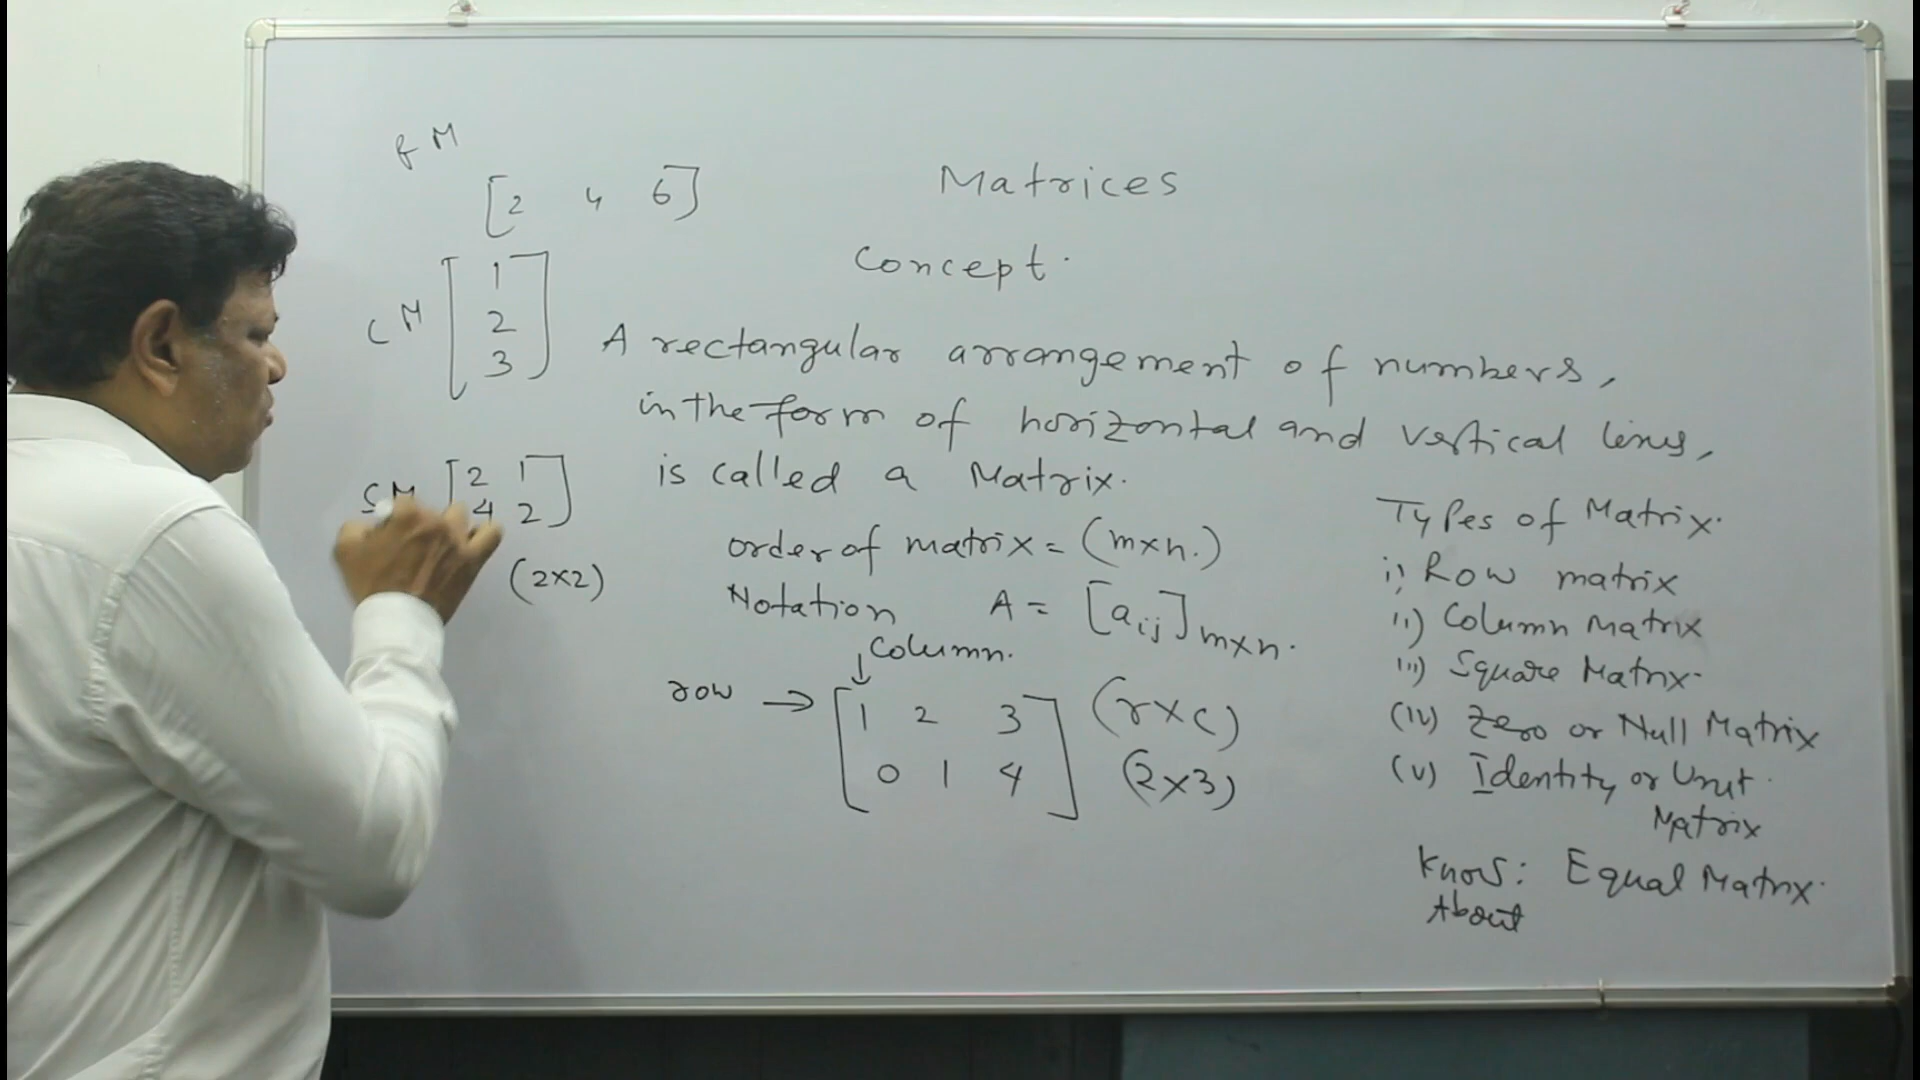 R M
[2 4 6]
Matrices
Concept.
C M [1
2
3]
A rectangular arrangement of numbers,
in the form of horizontal and vertical lines,
is called a Matrix.
S M [2 1
4 2]
(2×2)
order of matrix = (m×n.)
Notation A = [aij]m×n.
↓ Column.
row → [1 2 3] (r×c)
[0 1 4] (2×3)
Types of Matrix.
i) Row matrix
ii) Column Matrix
iii) Square Matrix.
(iv) Zero or Null Matrix
(v) Identity or Unit.
Matrix
Know: Equal Matrix.
About